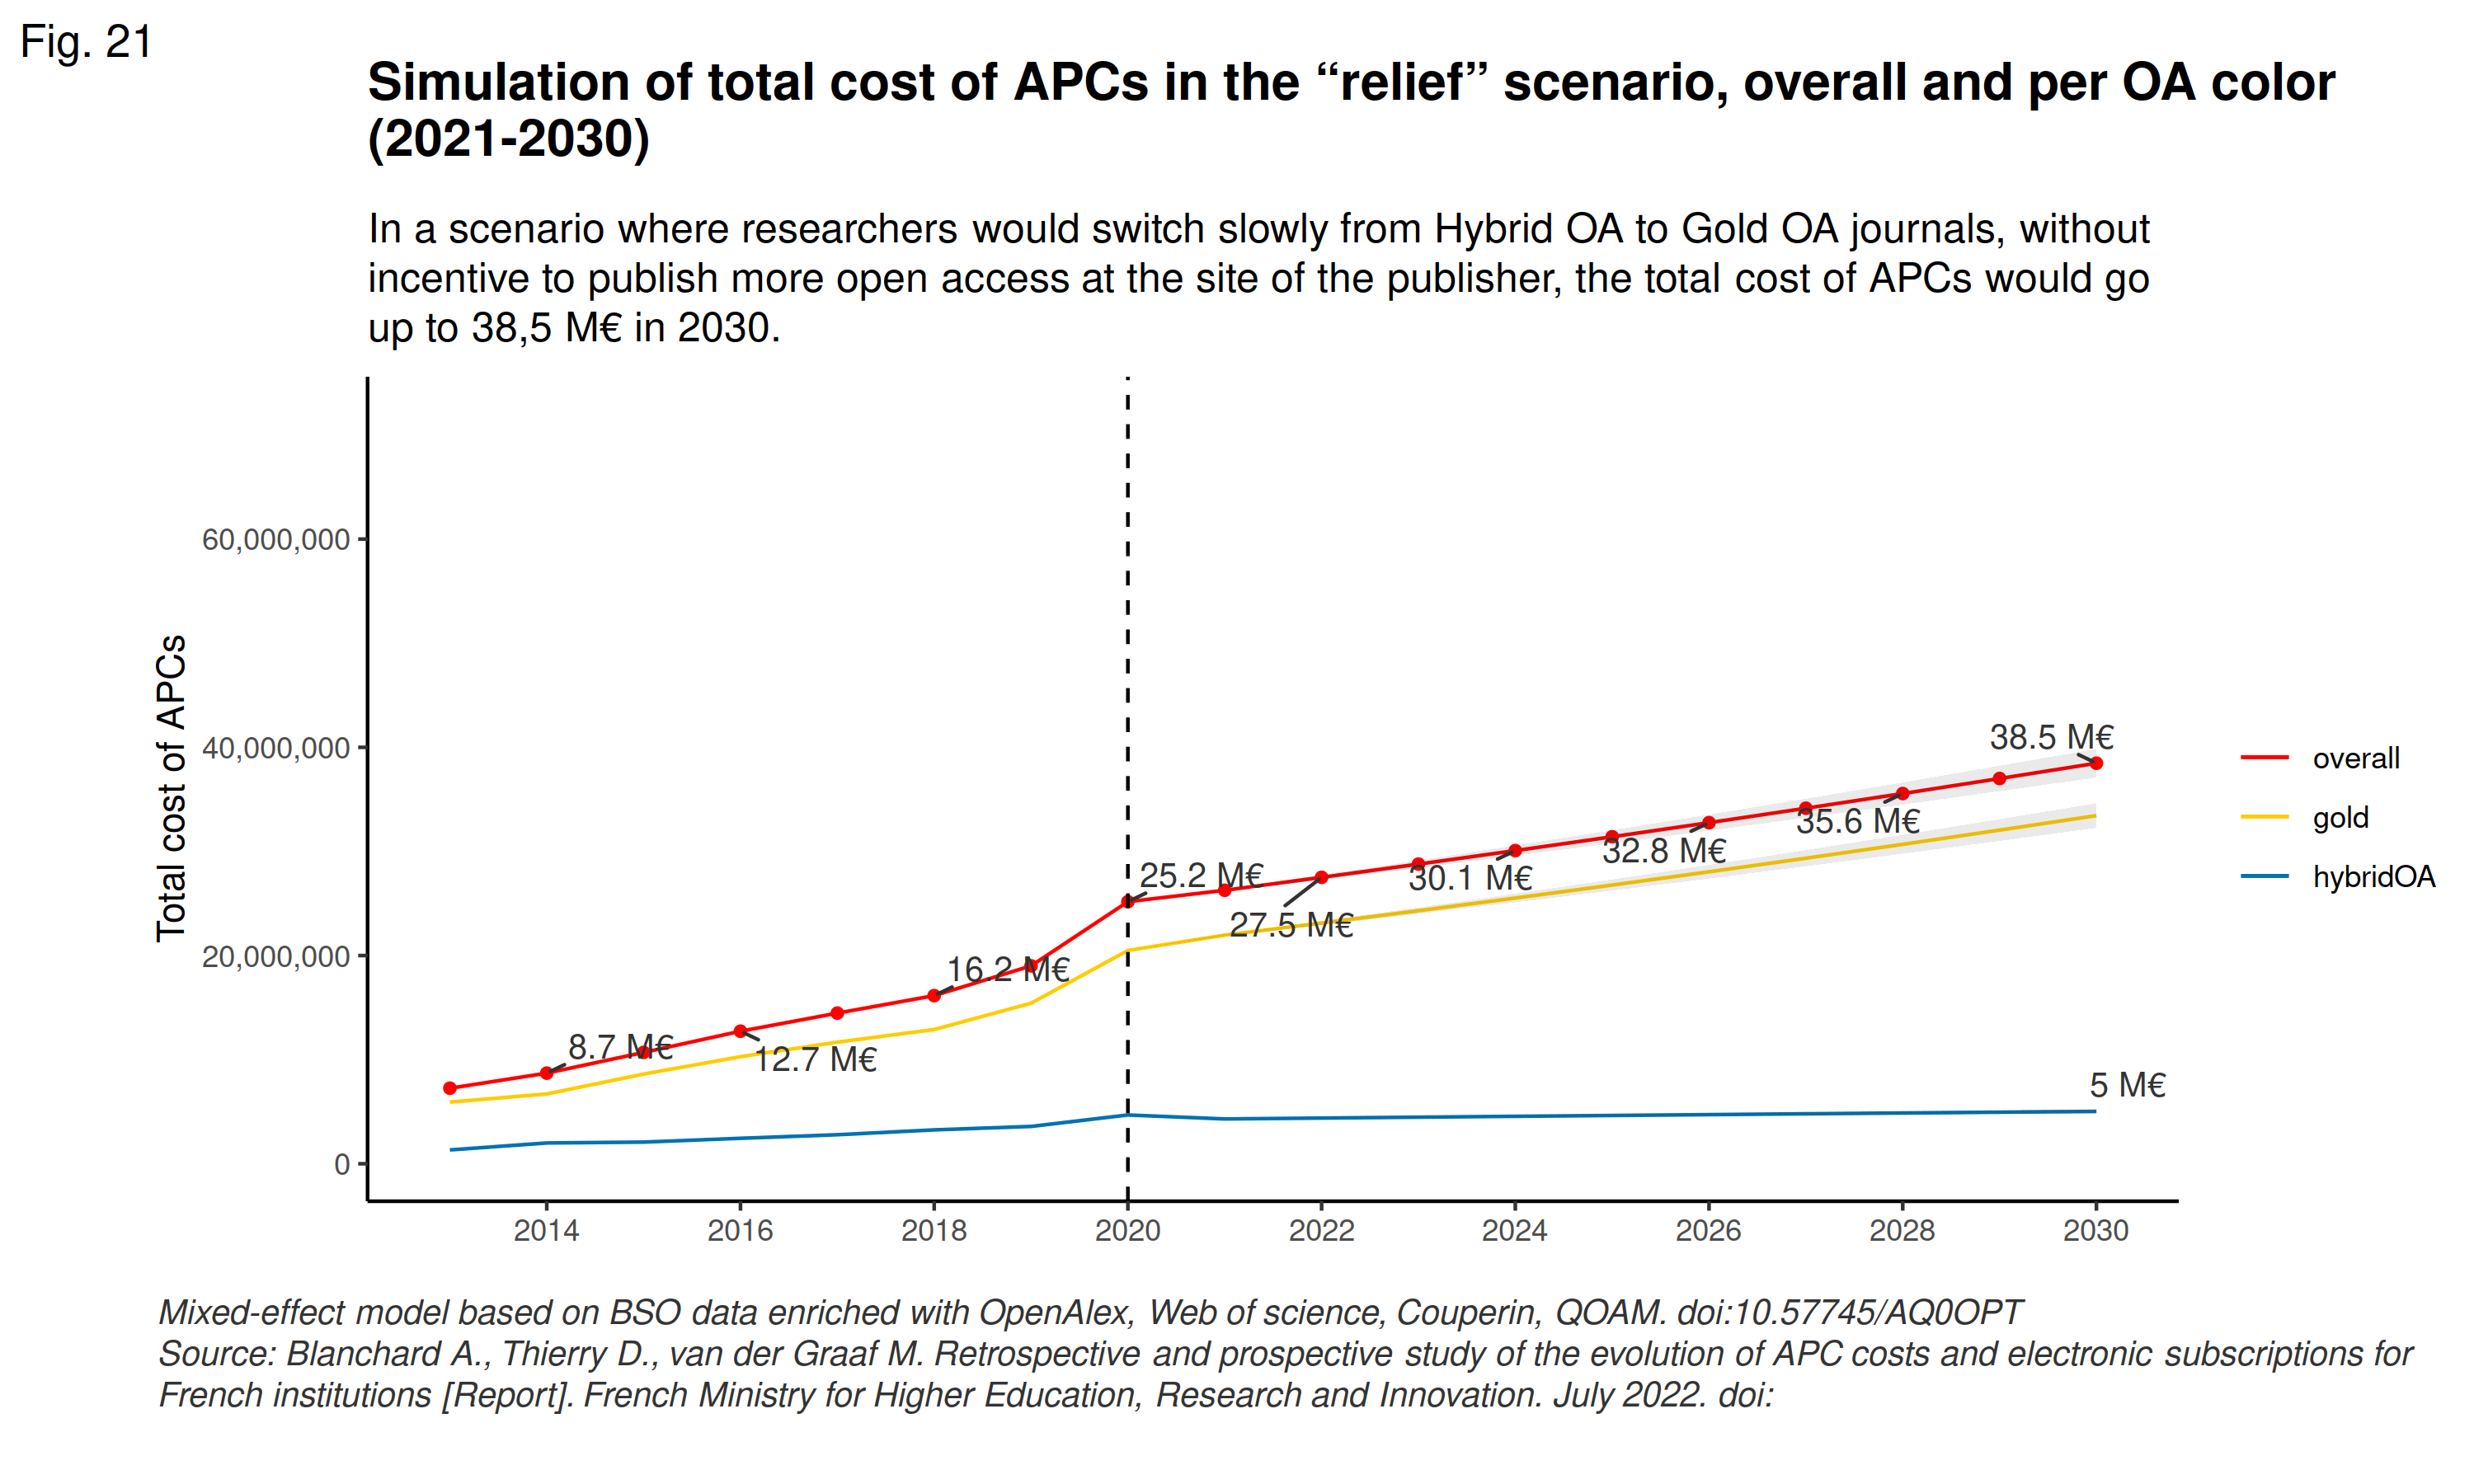 Fig. 21
Simulation of total cost of APCs in the “relief” scenario, overall and per OA color
(2021-2030)
In a scenario where researchers would switch slowly from Hybrid OA to Gold OA journals, without
incentive to publish more open access at the site of the publisher, the total cost of APCs would go
up to 38,5 M€ in 2030.
Total cost of APCs
60,000,000
40,000,000
20,000,000
0
8.7 M€
12.7 M€
16.2 M€
25.2 M€
27.5 M€
30.1 M€
32.8 M€
35.6 M€
38.5 M€
5 M€
overall
gold
hybridOA
2014
2016
2018
2020
2022
2024
2026
2028
2030
Mixed-effect model based on BSO data enriched with OpenAlex, Web of science, Couperin, QOAM. doi:10.57745/AQ0OPT
Source: Blanchard A., Thierry D., van der Graaf M. Retrospective and prospective study of the evolution of APC costs and electronic subscriptions for
French institutions [Report]. French Ministry for Higher Education, Research and Innovation. July 2022. doi: